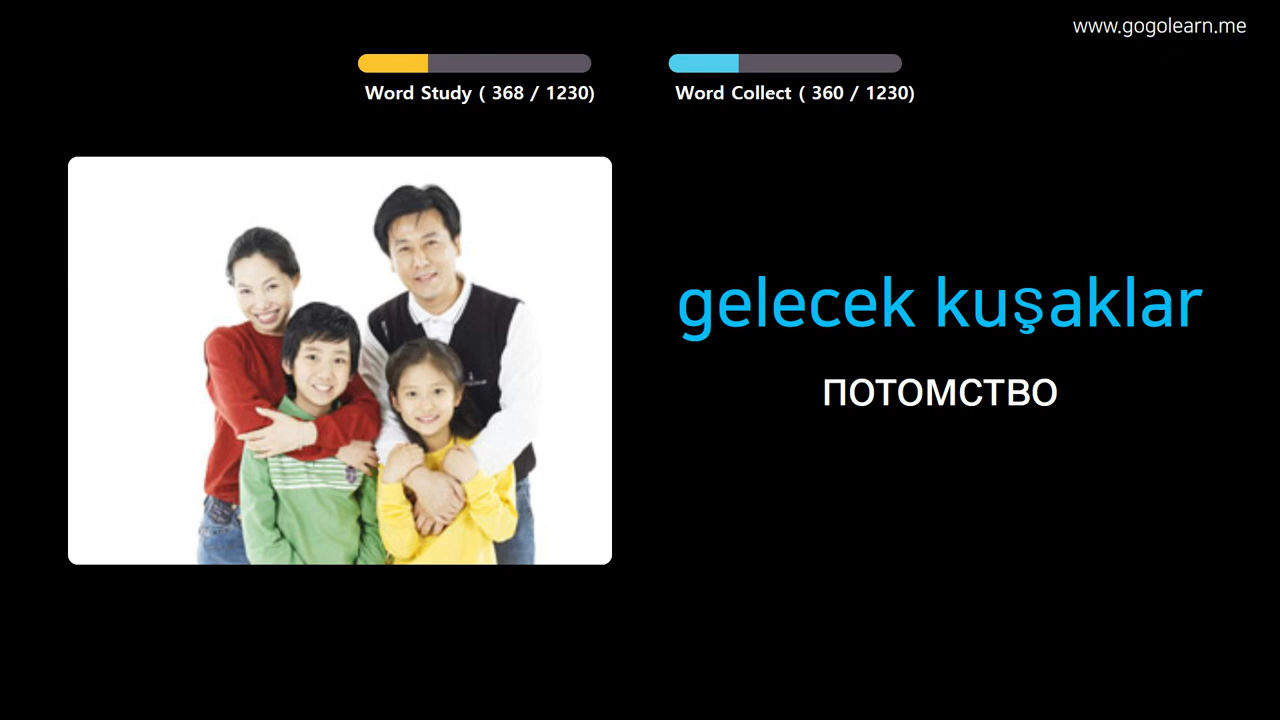 www.gogolearn.me
Word Study ( 368 / 1230)
Word Collect ( 360 / 1230)
gelecek kuşaklar
потомство